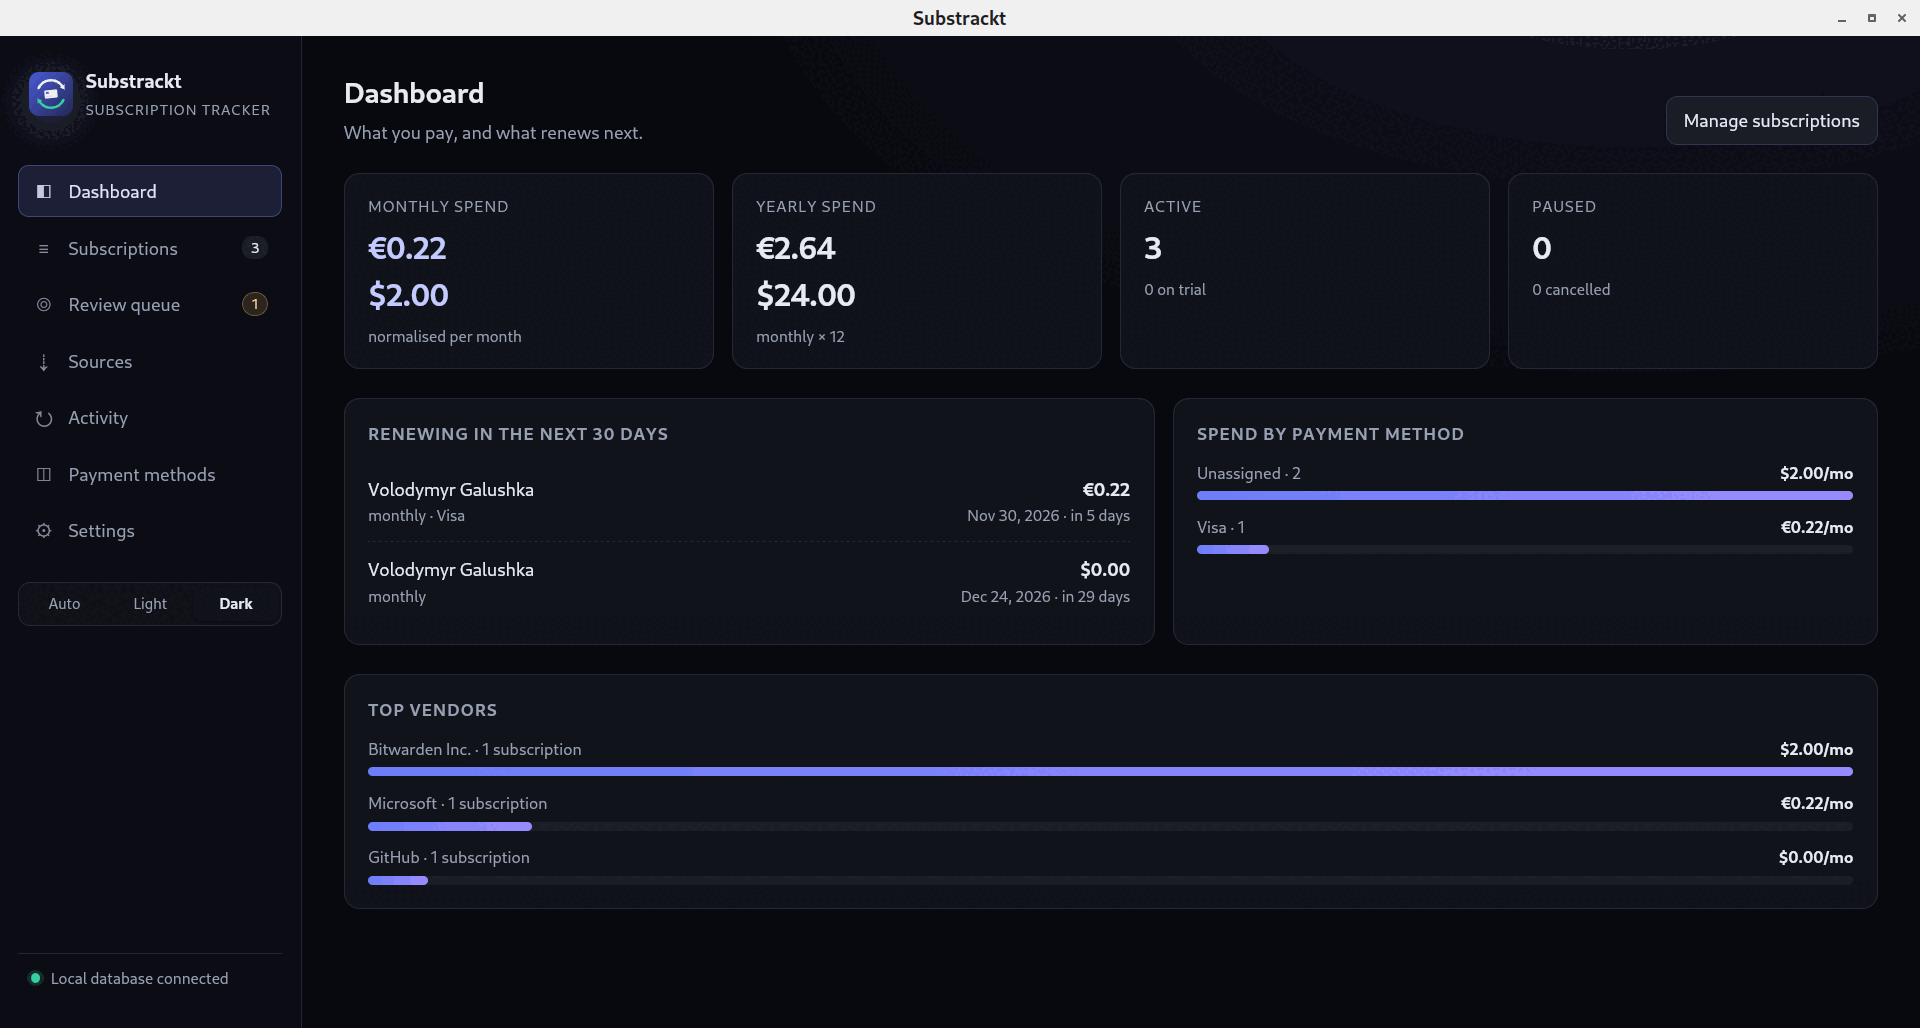 Substrackt
Substrackt
SUBSCRIPTION TRACKER
Dashboard
Subscriptions 3
Review queue 1
Sources
Activity
Payment methods
Settings
Auto Light Dark
Local database connected
Dashboard
What you pay, and what renews next.
Manage subscriptions
MONTHLY SPEND
€0.22
$2.00
normalised per month
YEARLY SPEND
€2.64
$24.00
monthly × 12
ACTIVE
3
0 on trial
PAUSED
0
0 cancelled
RENEWING IN THE NEXT 30 DAYS
Volodymyr Galushka €0.22
monthly · Visa Nov 30, 2026 · in 5 days
Volodymyr Galushka $0.00
monthly Dec 24, 2026 · in 29 days
SPEND BY PAYMENT METHOD
Unassigned · 2 $2.00/mo
Visa · 1 €0.22/mo
TOP VENDORS
Bitwarden Inc. · 1 subscription $2.00/mo
Microsoft · 1 subscription €0.22/mo
GitHub · 1 subscription $0.00/mo